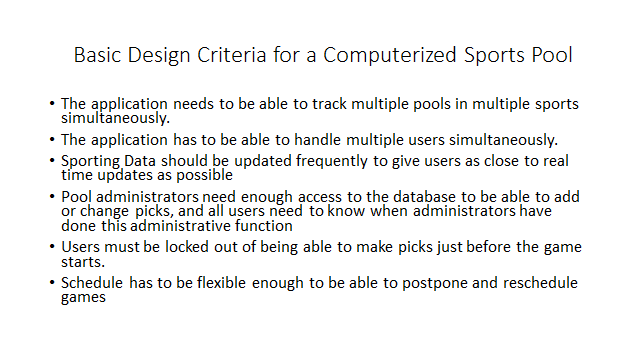 Basic Design Criteria for a Computerized Sports Pool
• The application needs to be able to track multiple pools in multiple sports
simultaneously.
• The application has to be able to handle multiple users simultaneously.
• Sporting Data should be updated frequently to give users as close to real
time updates as possible
• Pool administrators need enough access to the database to be able to add
or change picks, and all users need to know when administrators have
done this administrative function
• Users must be locked out of being able to make picks just before the game
starts.
• Schedule has to be flexible enough to be able to postpone and reschedule
games